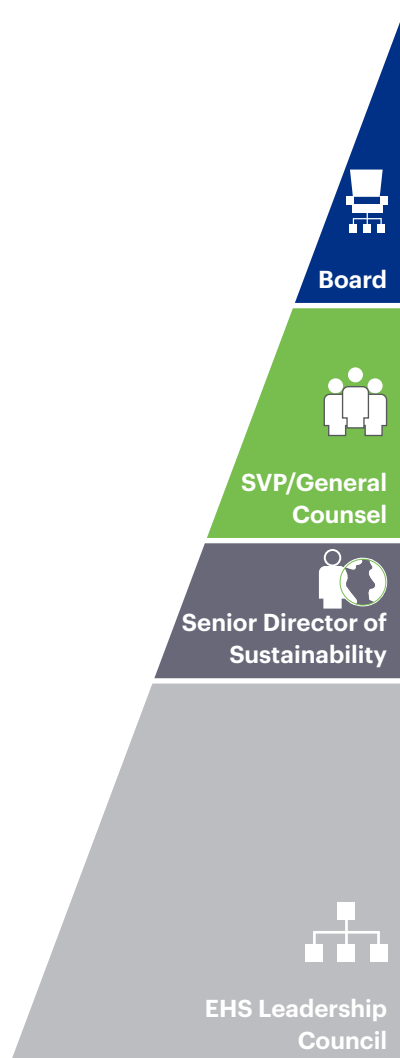 Board
SVP/General
Counsel
Senior Director of
Sustainability
EHS Leadership
Council